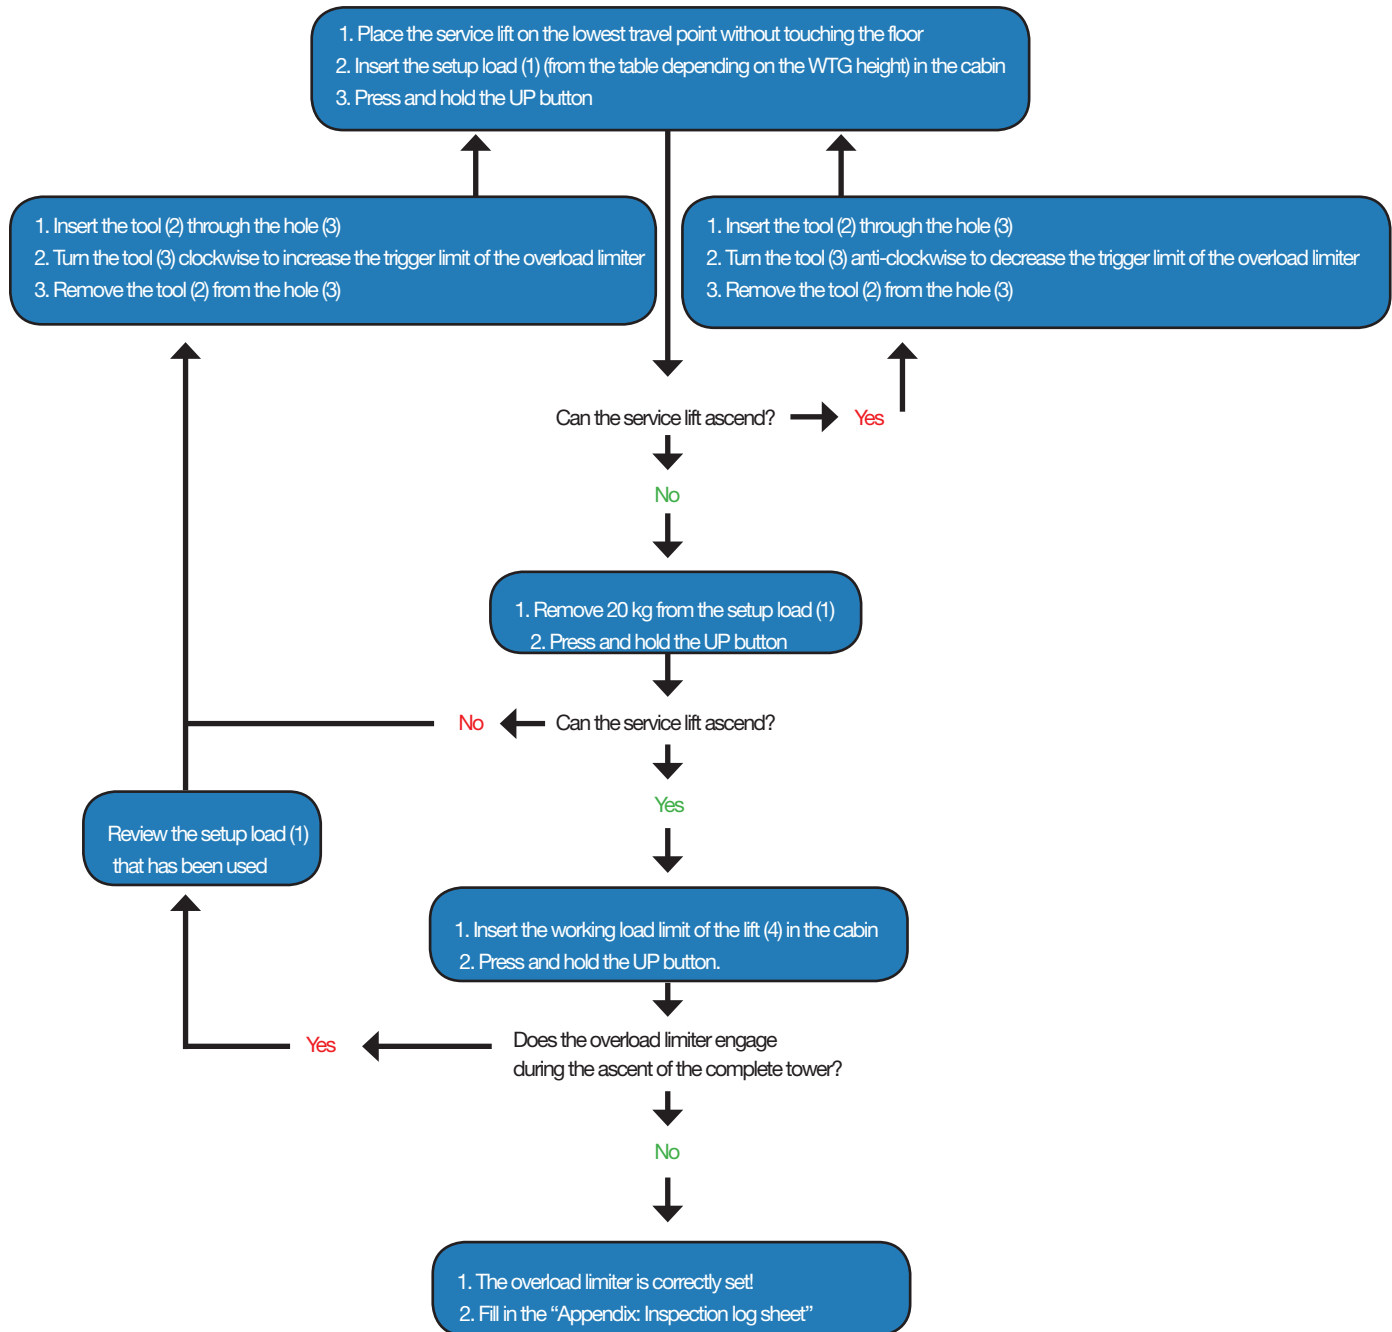 1. Place the service lift on the lowest travel point without touching the floor
2. Insert the setup load (1) (from the table depending on the WTG height) in the cabin
3. Press and hold the UP button
1. Insert the tool (2) through the hole (3)
2. Turn the tool (3) clockwise to increase the trigger limit of the overload limiter
3. Remove the tool (2) from the hole (3)
1. Insert the tool (2) through the hole (3)
2. Turn the tool (3) anti-clockwise to decrease the trigger limit of the overload limiter
3. Remove the tool (2) from the hole (3)
Can the service lift ascend?
Yes
No
1. Remove 20 kg from the setup load (1)
2. Press and hold the UP button
Can the service lift ascend?
No
Yes
Review the setup load (1)
that has been used
1. Insert the working load limit of the lift (4) in the cabin
2. Press and hold the UP button.
Does the overload limiter engage
during the ascent of the complete tower?
Yes
No
1. The overload limiter is correctly set!
2. Fill in the “Appendix: Inspection log sheet”